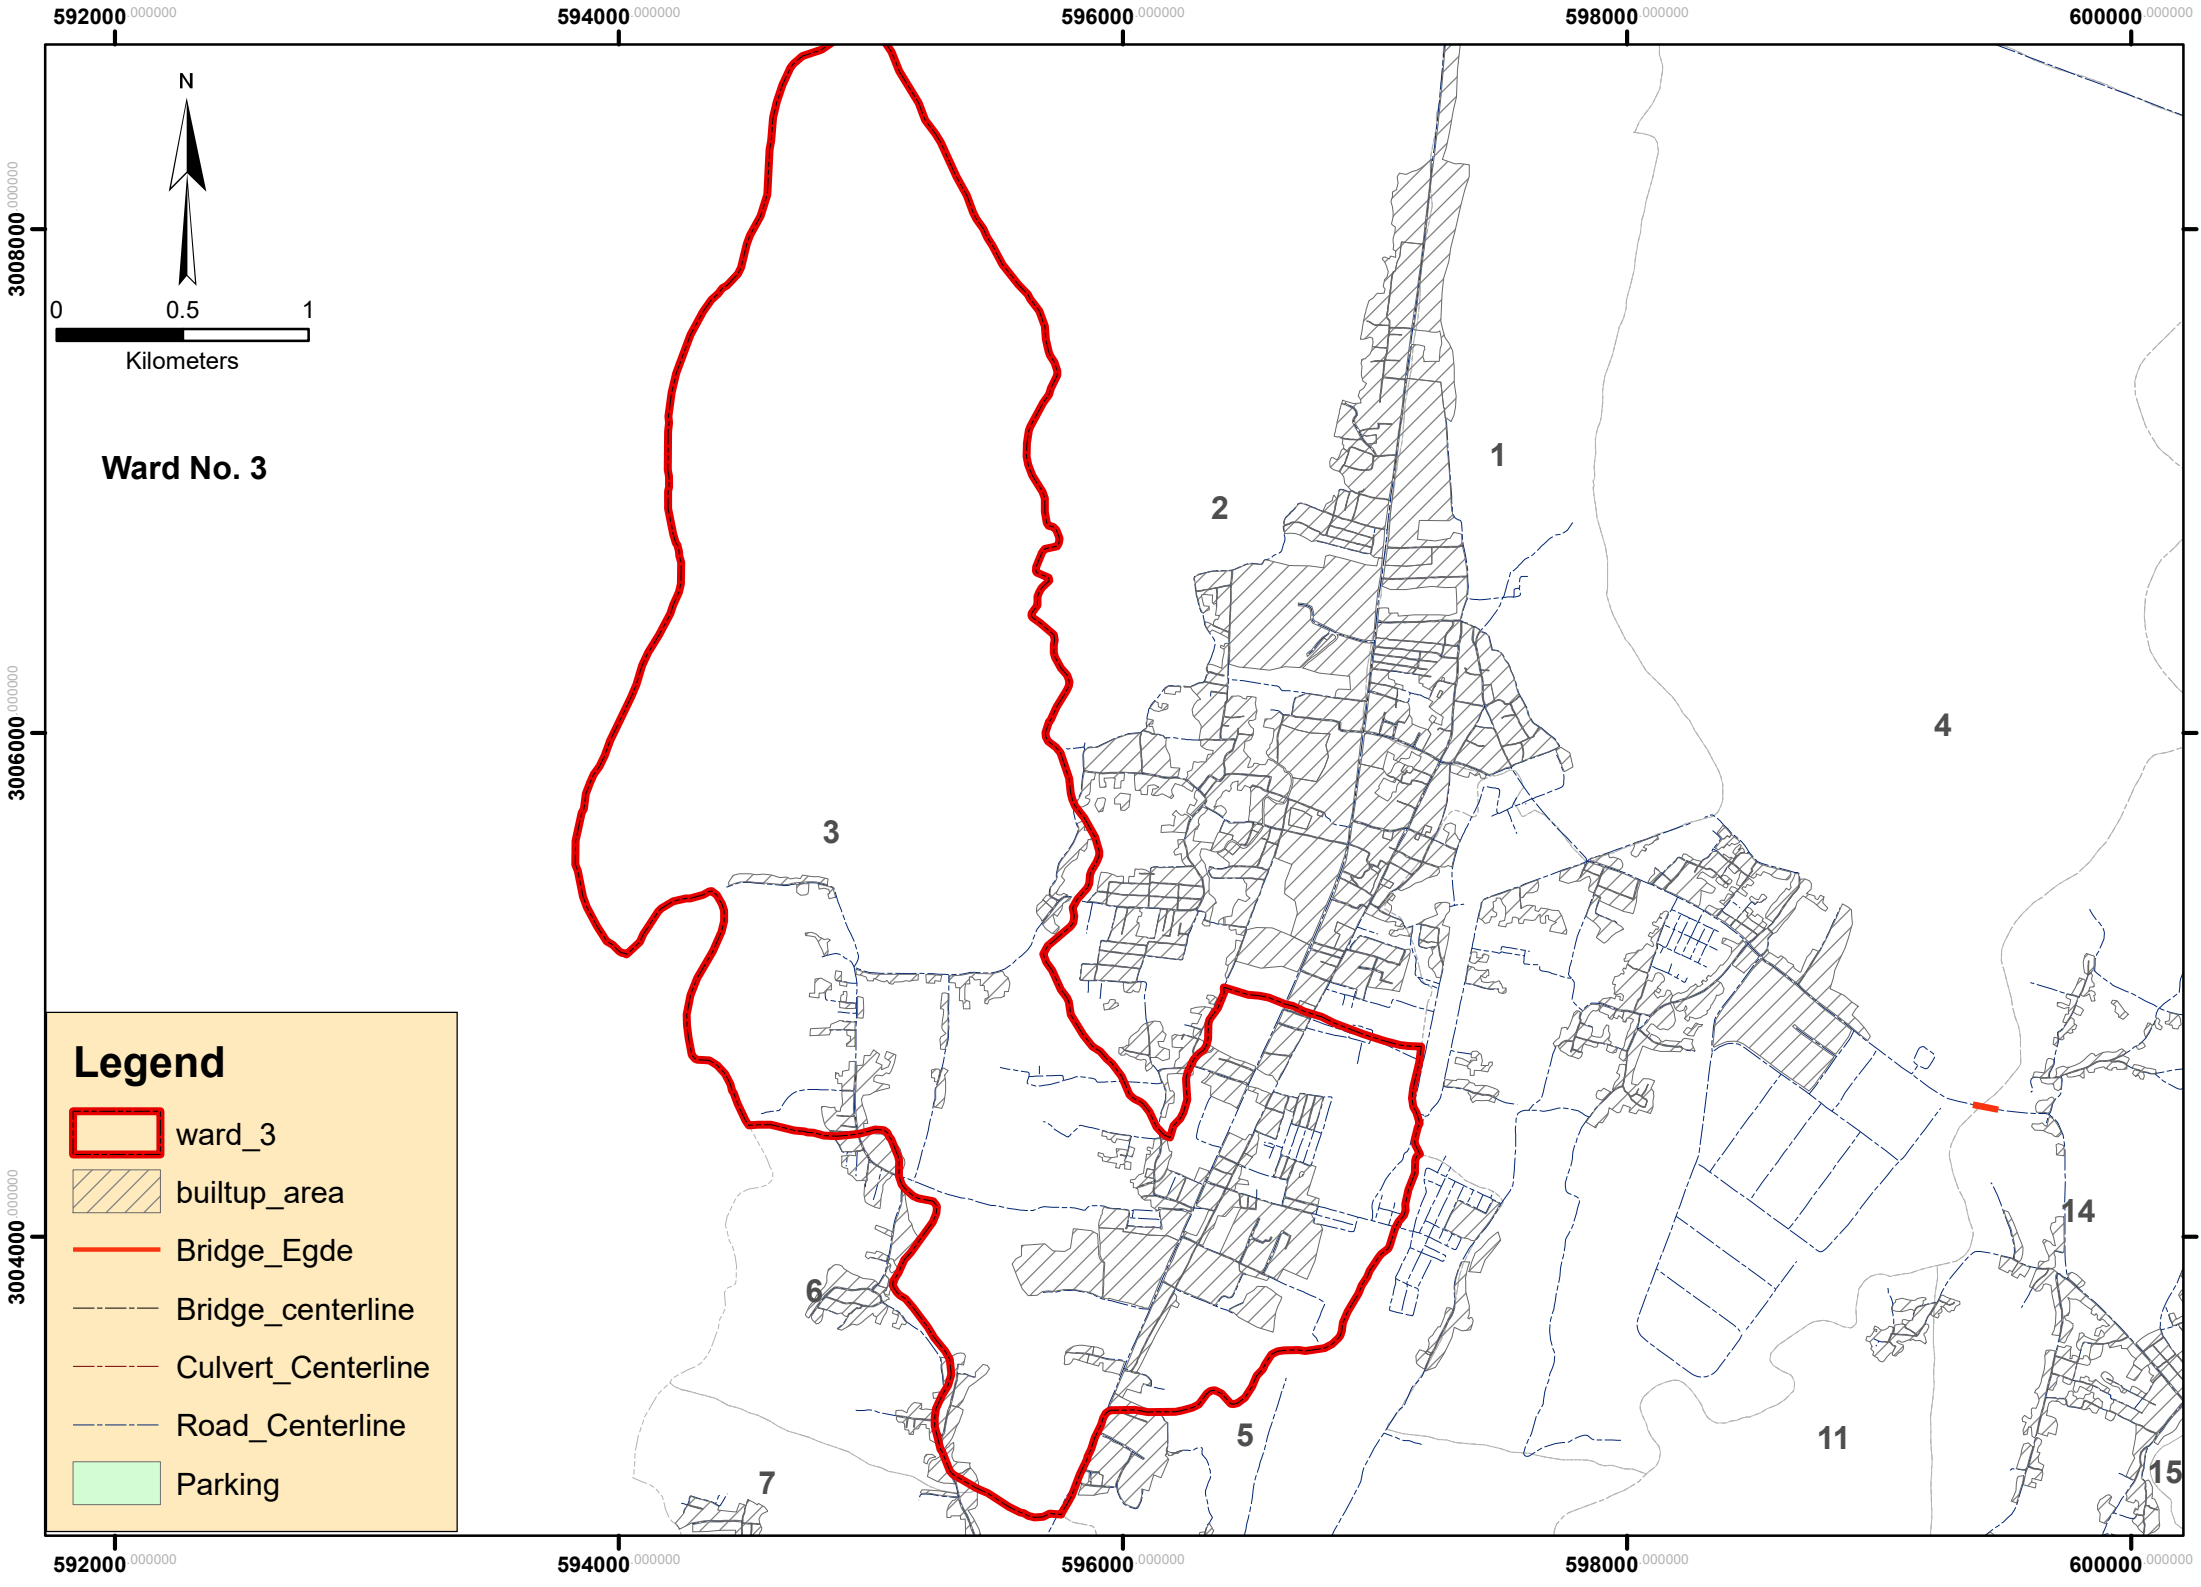 592000.000000 594000.000000 596000.000000 598000.000000 600000.000000
N
3008000.000000
0 0.5 1
Kilometers
Ward No. 3
1
2
3006000.000000
4
3
Legend
ward_3
builtup_area
Bridge_Egde
Bridge_centerline
Culvert_Centerline
Road_Centerline
Parking
3004000.000000
14
6
5
11
7
15
592000.000000 594000.000000 596000.000000 598000.000000 600000.000000